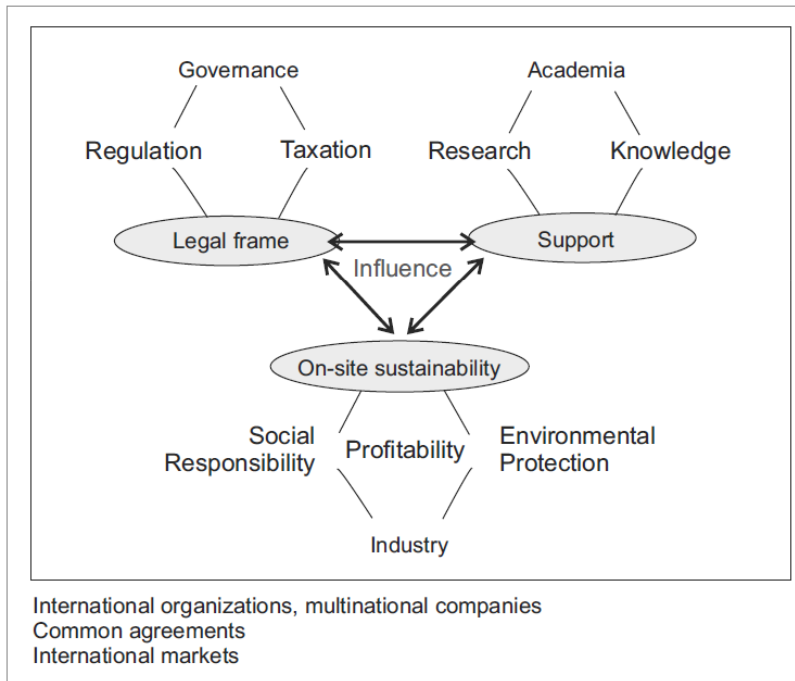 Governance
Academia
Regulation
Taxation
Research
Knowledge
Legal frame
Support
Influence
On-site sustainability
Social
Responsibility
Profitability
Environmental
Protection
Industry
International organizations, multinational companies
Common agreements
International markets